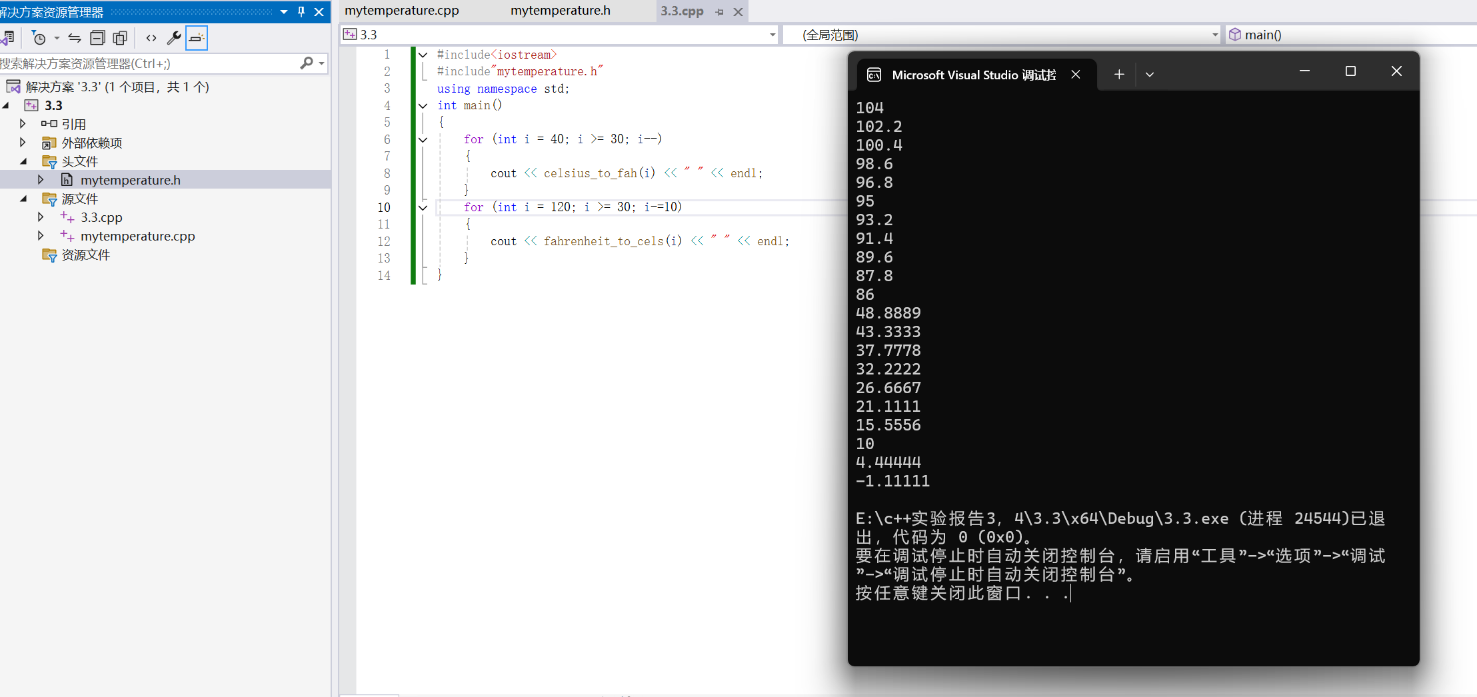 解决方案资源管理器
搜索解决方案资源管理器(Ctrl+;)
解决方案 '3.3' (1 个项目，共 1 个)
3.3
引用
外部依赖项
头文件
mytemperature.h
源文件
3.3.cpp
mytemperature.cpp
资源文件
mytemperature.cpp mytemperature.h 3.3.cpp
3.3 (全局范围) main()
1 #include<iostream>
2 #include"mytemperature.h"
3 using namespace std;
4 int main()
5 {
6 for (int i = 40; i >= 30; i--)
7 {
8 cout << celsius_to_fah(i) << " " << endl;
9 }
10 for (int i = 120; i >= 30; i-=10)
11 {
12 cout << fahrenheit_to_cels(i) << " " << endl;
13 }
14 }
Microsoft Visual Studio 调试控
104
102.2
100.4
98.6
96.8
95
93.2
91.4
89.6
87.8
86
48.8889
43.3333
37.7778
32.2222
26.6667
21.1111
15.5556
10
4.44444
-1.11111
E:\c++实验报告3，4\3.3\x64\Debug\3.3.exe (进程 24544)已退
出，代码为 0 (0x0)。
要在调试停止时自动关闭控制台，请启用“工具”->“选项”->“调试
”->“调试停止时自动关闭控制台”。
按任意键关闭此窗口. . .